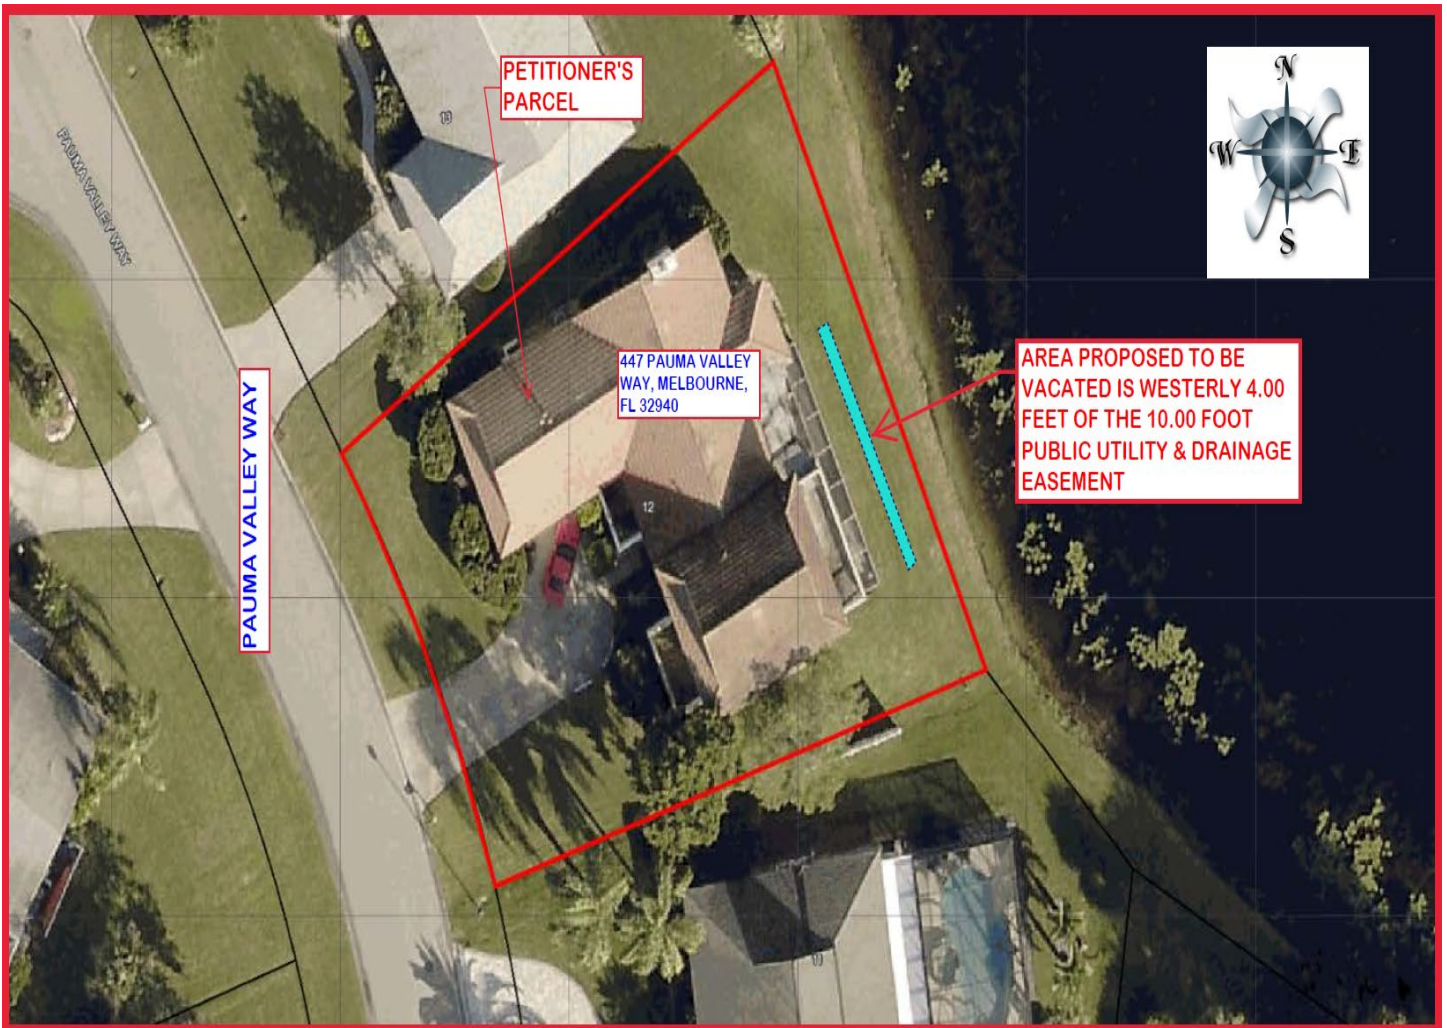 PETITIONER'S
PARCEL
N
W
E
S
13
PAUMA VALLEY WAY
447 PAUMA VALLEY
WAY, MELBOURNE,
FL 32940
AREA PROPOSED TO BE
VACATED IS WESTERLY 4.00
FEET OF THE 10.00 FOOT
PUBLIC UTILITY & DRAINAGE
EASEMENT
PAUMA VALLEY WAY
12
11